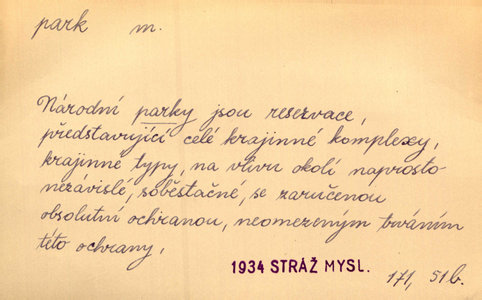 park m.
Národní parky jsou reservace,
představující celé krajinné komplexy,
krajinné typy, na vlivu okolí naprosto
nezávislé, soběstačné, se zaručenou
absolutní ochranou, neomezeným trváním
této ochrany.
1934 STRÁŽ MYSL. 171, 51b.